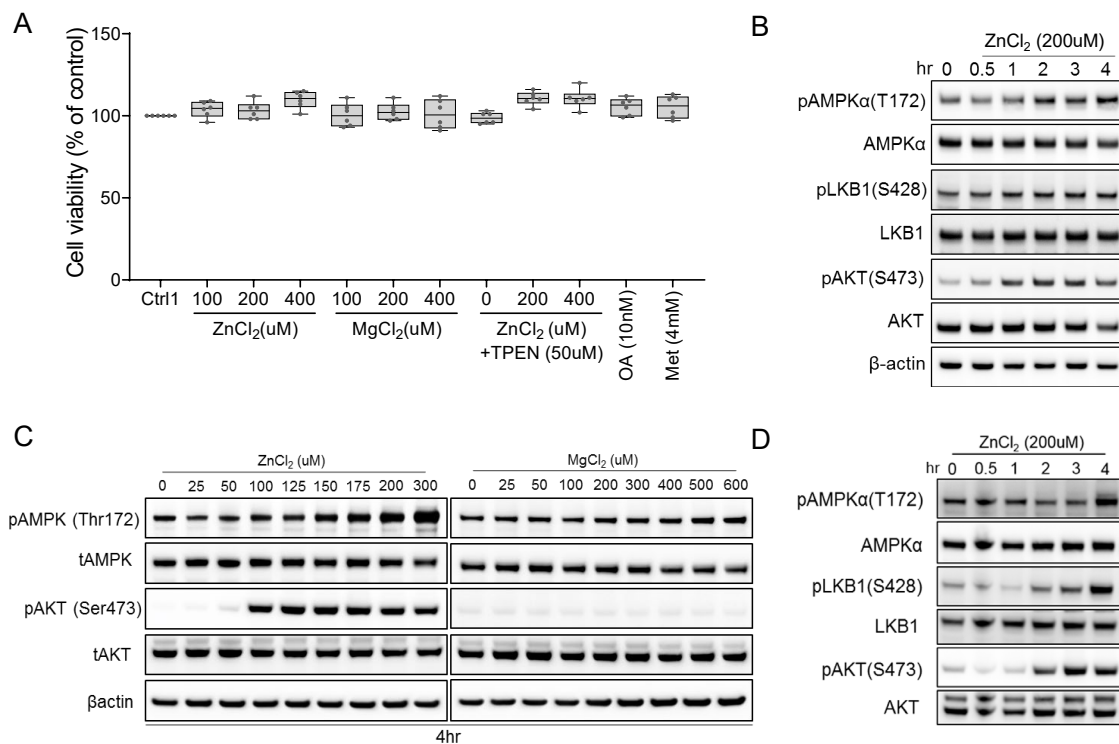 A
Cell viability (% of control)
150
100
50
0
Ctrl1
100 200 400
ZnCl₂(uM)
100 200 400
MgCl₂(uM)
0 200 400
ZnCl₂ (uM)
+TPEN (50uM)
OA (10nM)
Met (4mM)
B
ZnCl₂ (200uM)
hr 0 0.5 1 2 3 4
pAMPKα(T172)
AMPKα
pLKB1(S428)
LKB1
pAKT(S473)
AKT
β-actin
C
ZnCl₂ (uM)
0 25 50 100 125 150 175 200 300
MgCl₂ (uM)
0 25 50 100 200 300 400 500 600
pAMPK (Thr172)
tAMPK
pAKT (Ser473)
tAKT
βactin
4hr
D
ZnCl₂ (200uM)
hr 0 0.5 1 2 3 4
pAMPKα(T172)
AMPKα
pLKB1(S428)
LKB1
pAKT(S473)
AKT